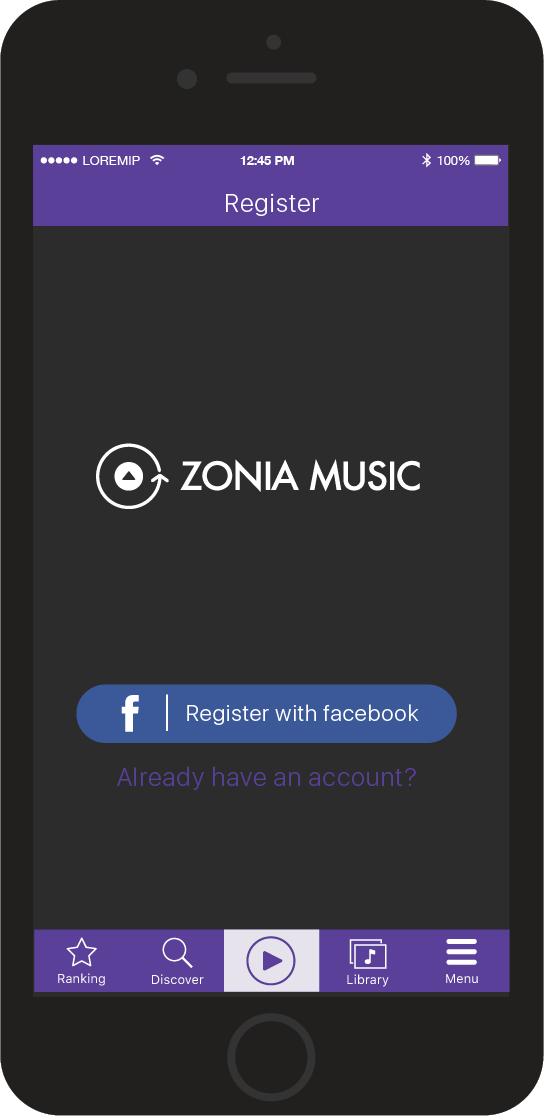 LOREMIP 12:45 PM 100%
Register
ZONIA MUSIC
f | Register with facebook
Already have an account?
Ranking Discover Library Menu